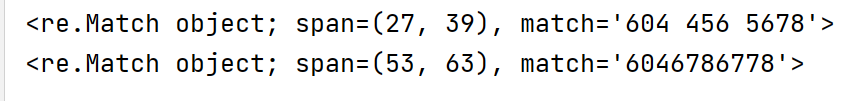 <re.Match object; span=(27, 39), match='604 456 5678'>
<re.Match object; span=(53, 63), match='6046786778'>